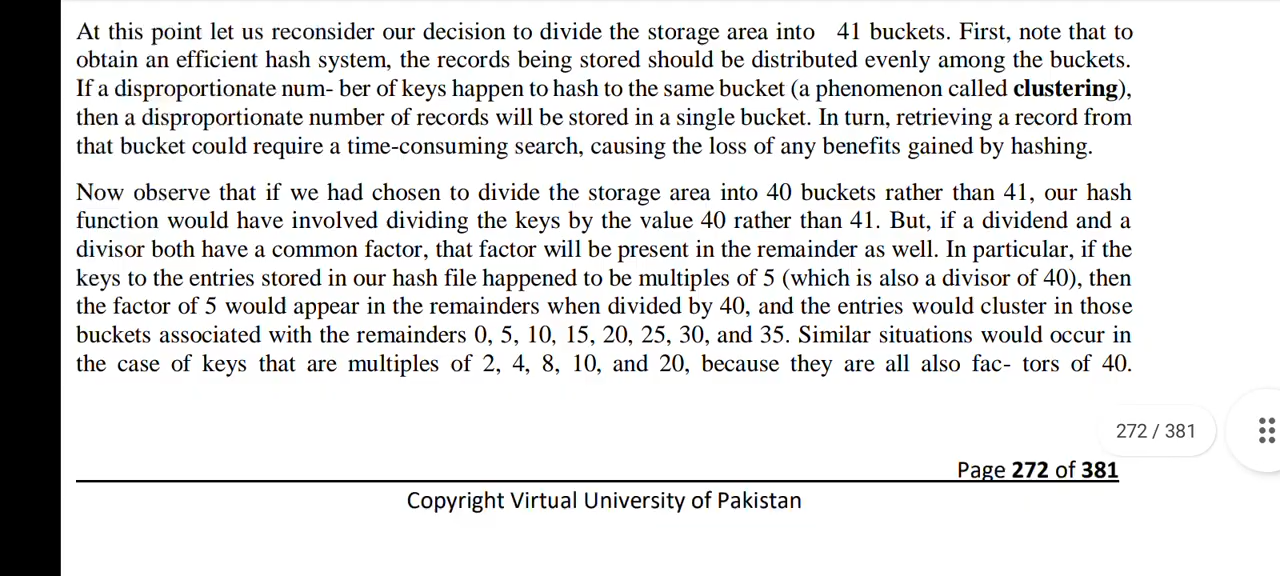 At this point let us reconsider our decision to divide the storage area into 41 buckets. First, note that to
obtain an efficient hash system, the records being stored should be distributed evenly among the buckets.
If a disproportionate num- ber of keys happen to hash to the same bucket (a phenomenon called clustering),
then a disproportionate number of records will be stored in a single bucket. In turn, retrieving a record from
that bucket could require a time-consuming search, causing the loss of any benefits gained by hashing.
Now observe that if we had chosen to divide the storage area into 40 buckets rather than 41, our hash
function would have involved dividing the keys by the value 40 rather than 41. But, if a dividend and a
divisor both have a common factor, that factor will be present in the remainder as well. In particular, if the
keys to the entries stored in our hash file happened to be multiples of 5 (which is also a divisor of 40), then
the factor of 5 would appear in the remainders when divided by 40, and the entries would cluster in those
buckets associated with the remainders 0, 5, 10, 15, 20, 25, 30, and 35. Similar situations would occur in
the case of keys that are multiples of 2, 4, 8, 10, and 20, because they are all also fac- tors of 40.
272 / 381
Page 272 of 381
Copyright Virtual University of Pakistan